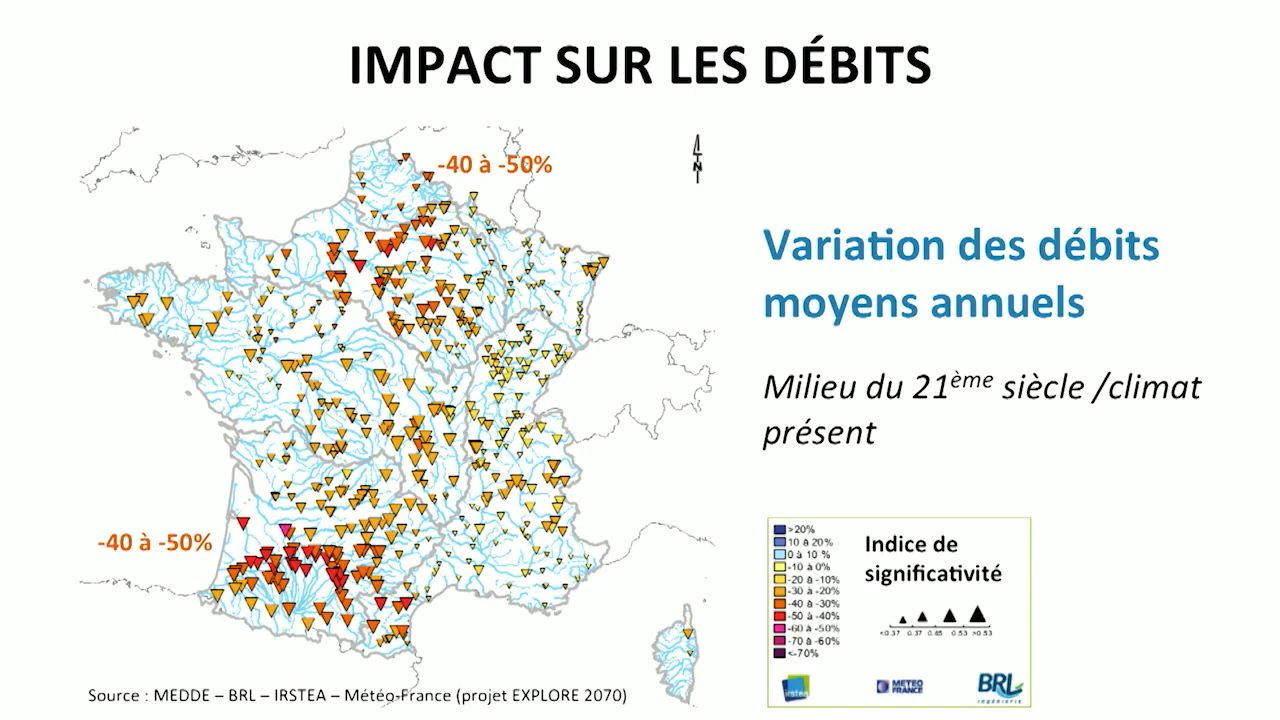 IMPACT SUR LES DÉBITS
-40 à -50%
N
Variation des débits
moyens annuels
Milieu du 21ème siècle /climat
présent
-40 à -50%
>20%
10 à 20%
0 à 10 %
-10 à 0%
-20 à -10%
-30 à -20%
-40 à -30%
-50 à -40%
-60 à -50%
-70 à -60%
<-70%
Indice de
significativité
<0.37 0.37 0.45 0.53 >0.53
irstea
METEO
FRANCE
BRL
ingénierie
Source : MEDDE – BRL – IRSTEA – Météo-France (projet EXPLORE 2070)